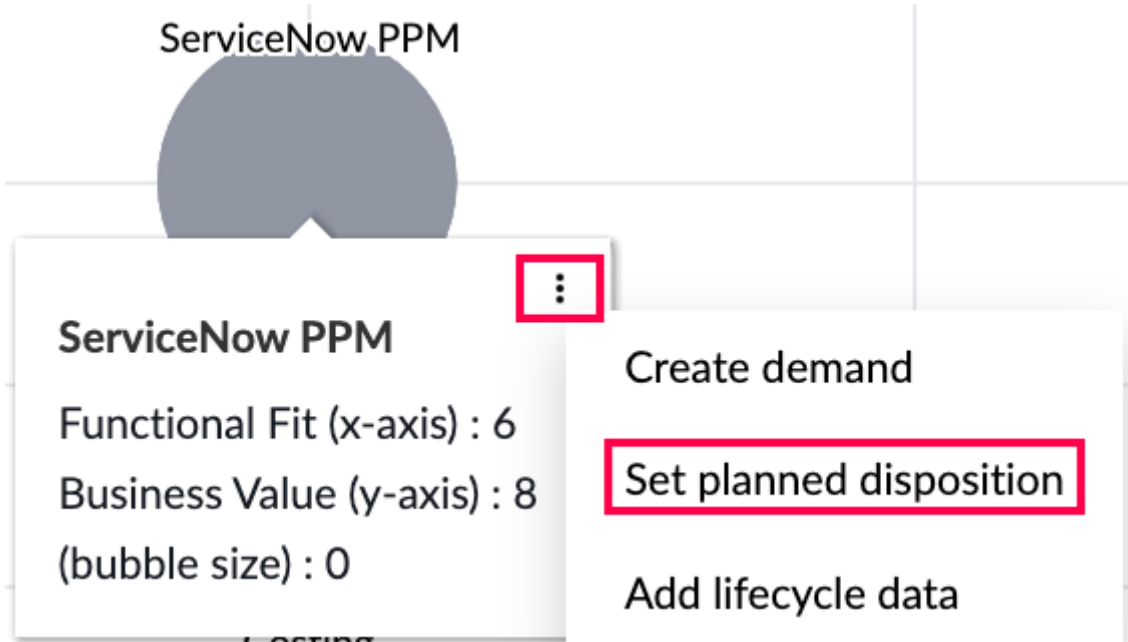 ServiceNow PPM
ServiceNow PPM
Functional Fit (x-axis) : 6
Business Value (y-axis) : 8
(bubble size) : 0
Create demand
Set planned disposition
Add lifecycle data